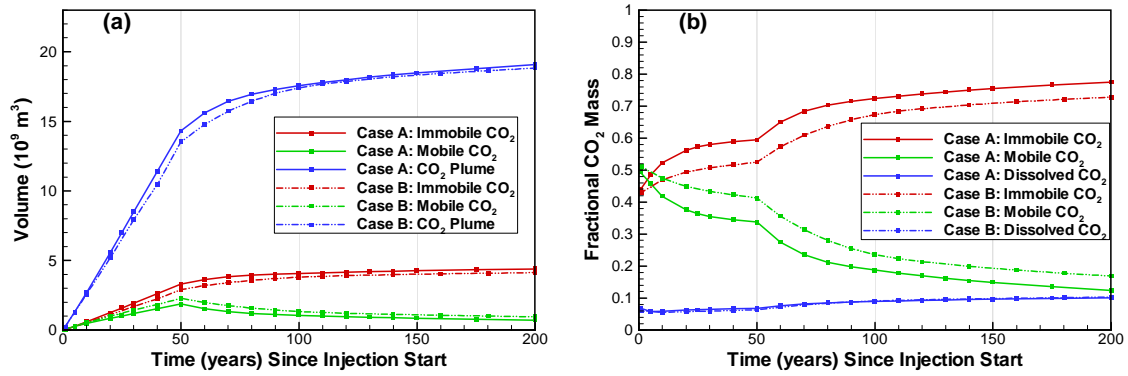 (a)
Volume (10⁹ m³)
20
15
10
5
0
Case A: Immobile CO₂
Case A: Mobile CO₂
Case A: CO₂ Plume
Case B: Immobile CO₂
Case B: Mobile CO₂
Case B: CO₂ Plume
0 50 100 150 200
Time (years) Since Injection Start
(b)
Fractional CO₂ Mass
1
0.9
0.8
0.7
0.6
0.5
0.4
0.3
0.2
0.1
0
Case A: Immobile CO₂
Case A: Mobile CO₂
Case A: Dissolved CO₂
Case B: Immobile CO₂
Case B: Mobile CO₂
Case B: Dissolved CO₂
0 50 100 150 200
Time (years) Since Injection Start